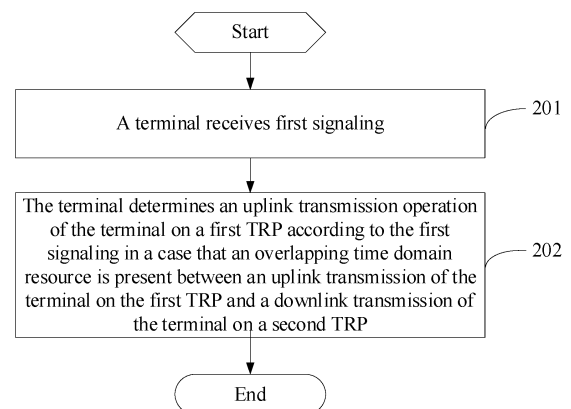 Start
A terminal receives first signaling
201
The terminal determines an uplink transmission operation
of the terminal on a first TRP according to the first
signaling in a case that an overlapping time domain
resource is present between an uplink transmission of the
terminal on the first TRP and a downlink transmission of
the terminal on a second TRP
202
End